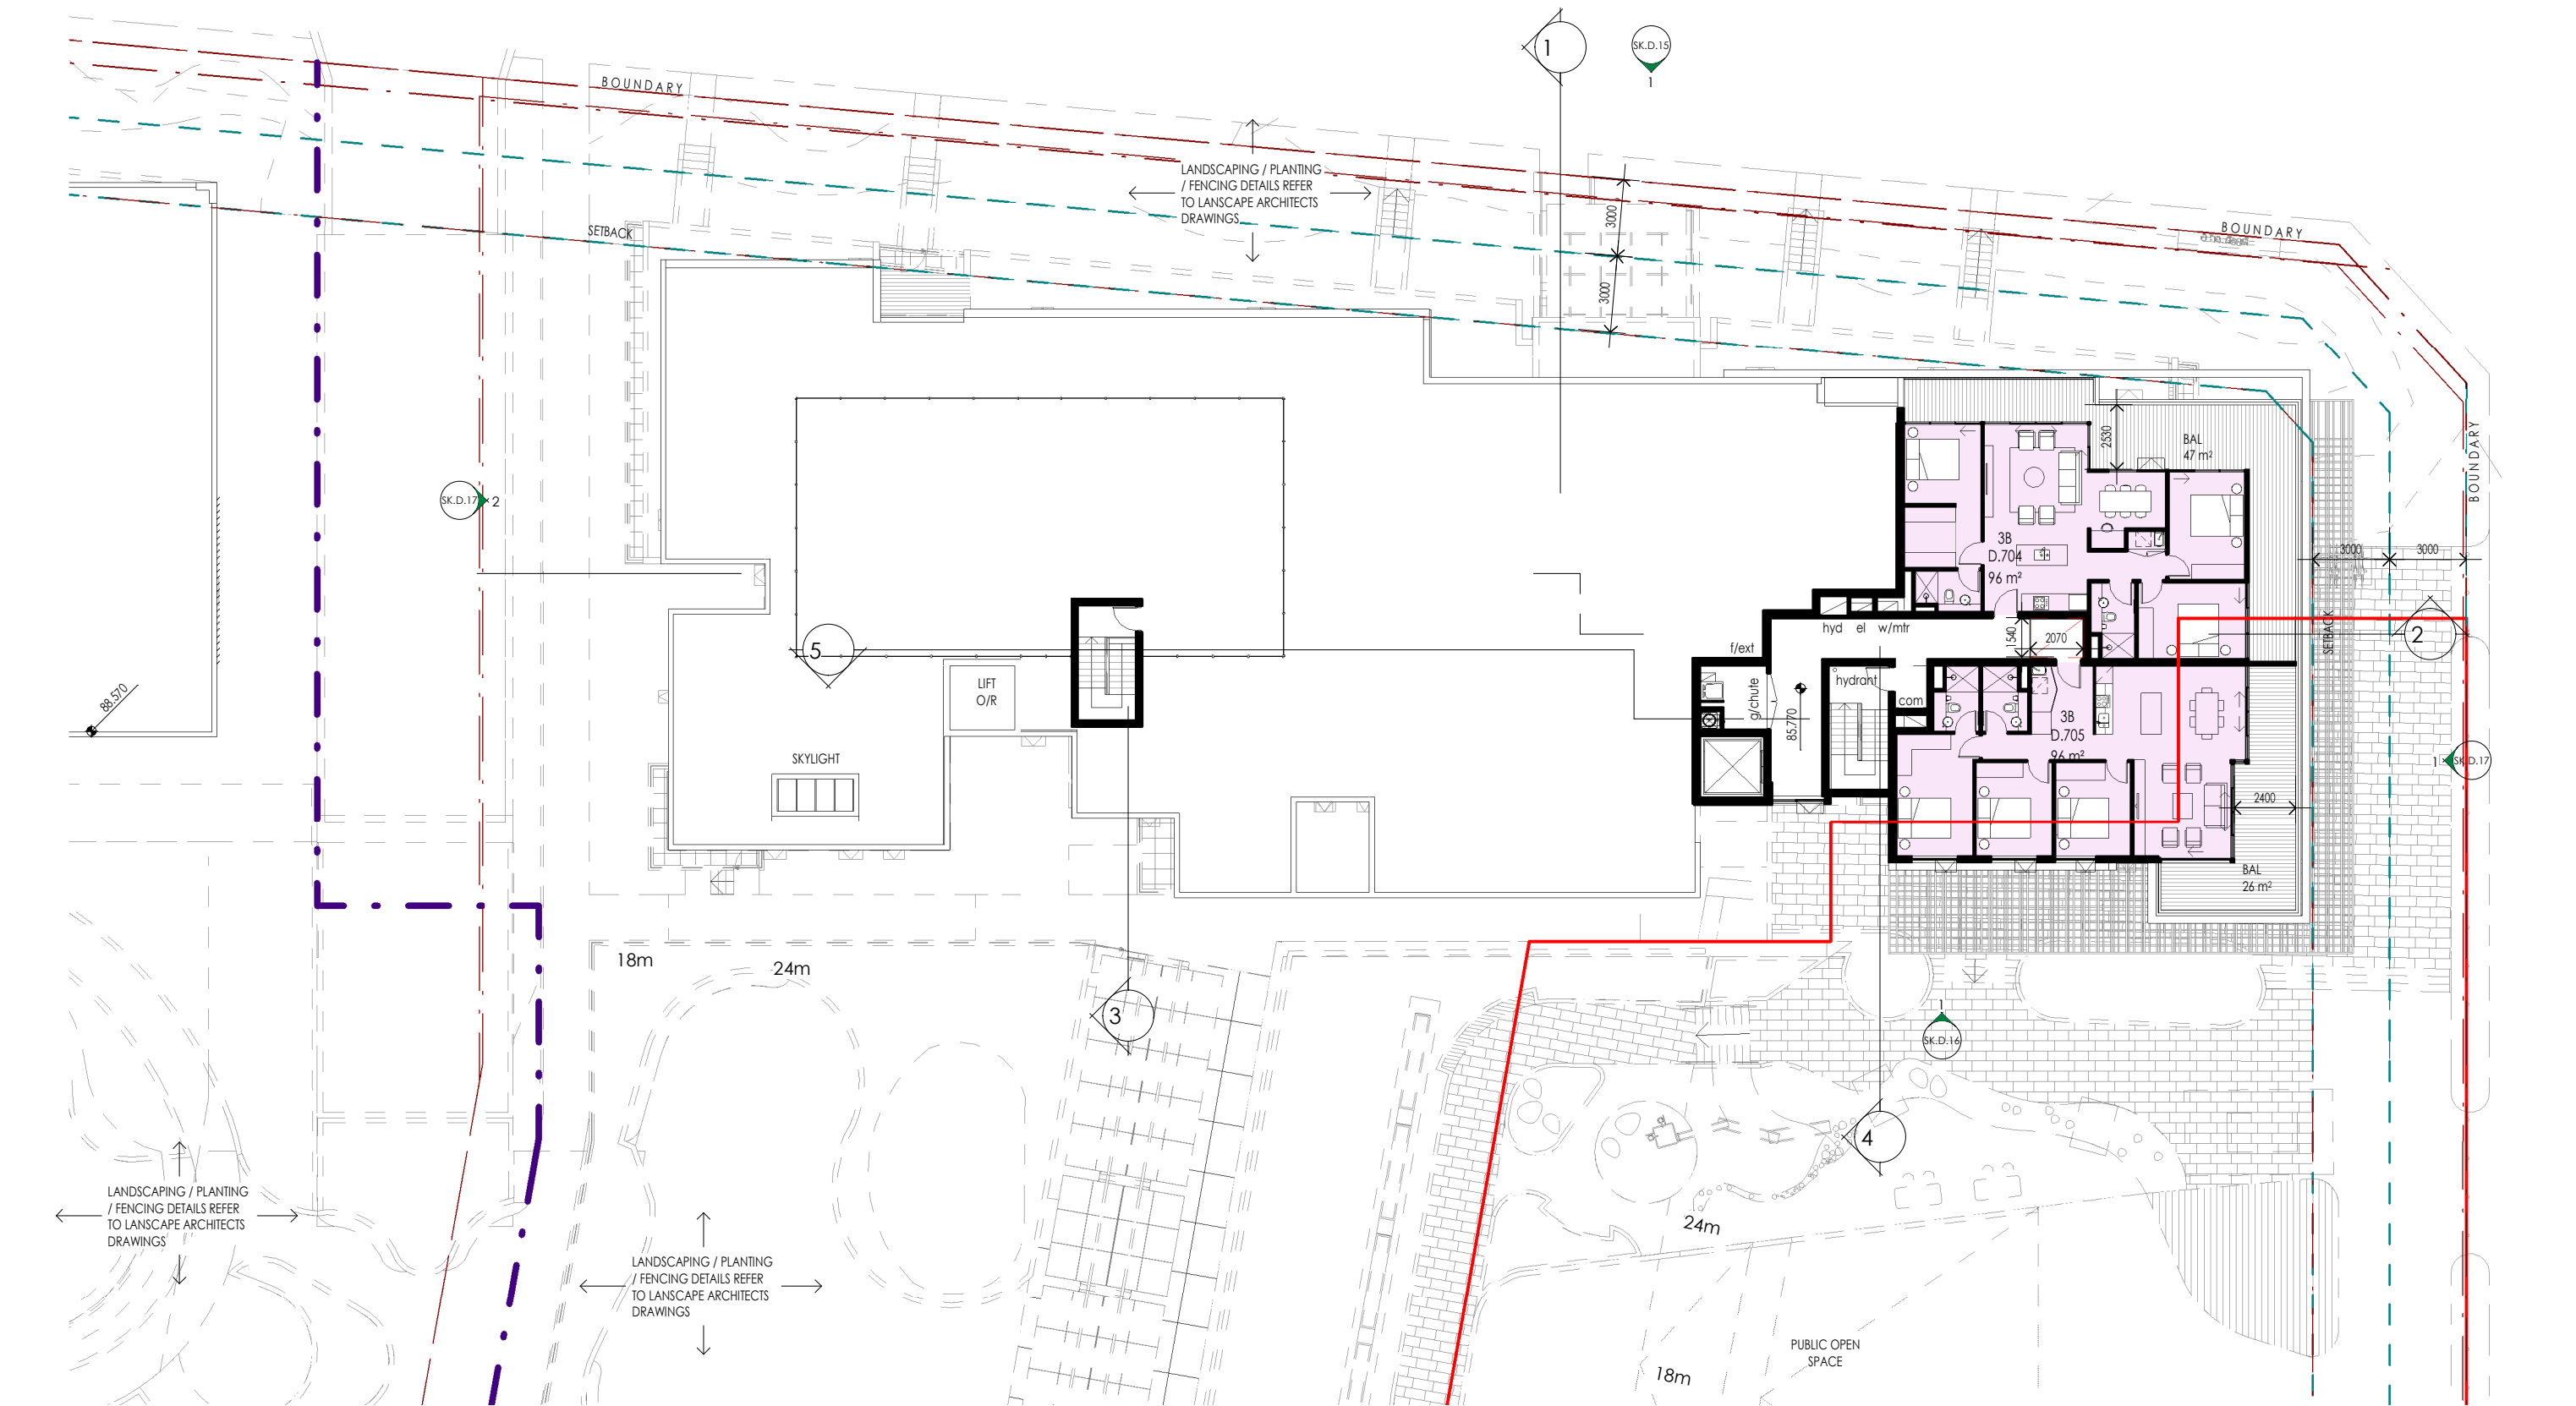 1
SK.D.15
1
BOUNDARY
LANDSCAPING / PLANTING
/ FENCING DETAILS REFER
TO LANSCAPE ARCHITECTS
DRAWINGS
3000
3000
SETBACK
BOUNDARY
BOUNDARY
2530
BAL
47 m²
SK.D.17
2
3B
D.704
96 m²
3000
3000
SETBACK
2
hyd
el
w/mtr
1540
2070
f/ext
5
LIFT
O/R
g/chute
hydrant
com
85.770
3B
D.705
96 m²
88.570
SKYLIGHT
1
SK.D.17
2400
BAL
26 m²
18m
24m
3
1
SK.D.16
4
LANDSCAPING / PLANTING
/ FENCING DETAILS REFER
TO LANSCAPE ARCHITECTS
DRAWINGS
LANDSCAPING / PLANTING
/ FENCING DETAILS REFER
TO LANSCAPE ARCHITECTS
DRAWINGS
24m
PUBLIC OPEN
SPACE
18m